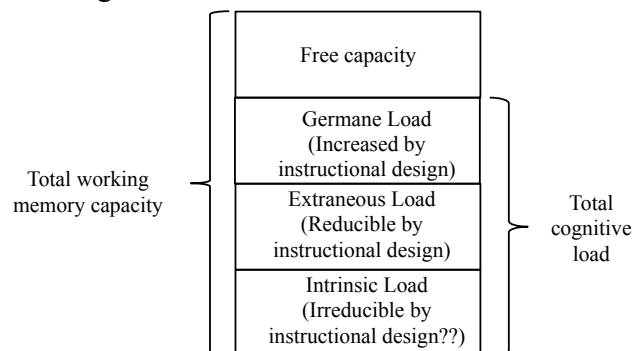 Free capacity
Germane Load
(Increased by
instructional design)
Total working
memory capacity
Extraneous Load
(Reducible by
instructional design)
Total
cognitive
load
Intrinsic Load
(Irreducible by
instructional design??)